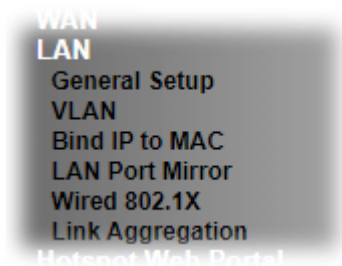 WAN
LAN
General Setup
VLAN
Bind IP to MAC
LAN Port Mirror
Wired 802.1X
Link Aggregation
Hotspot Web Portal